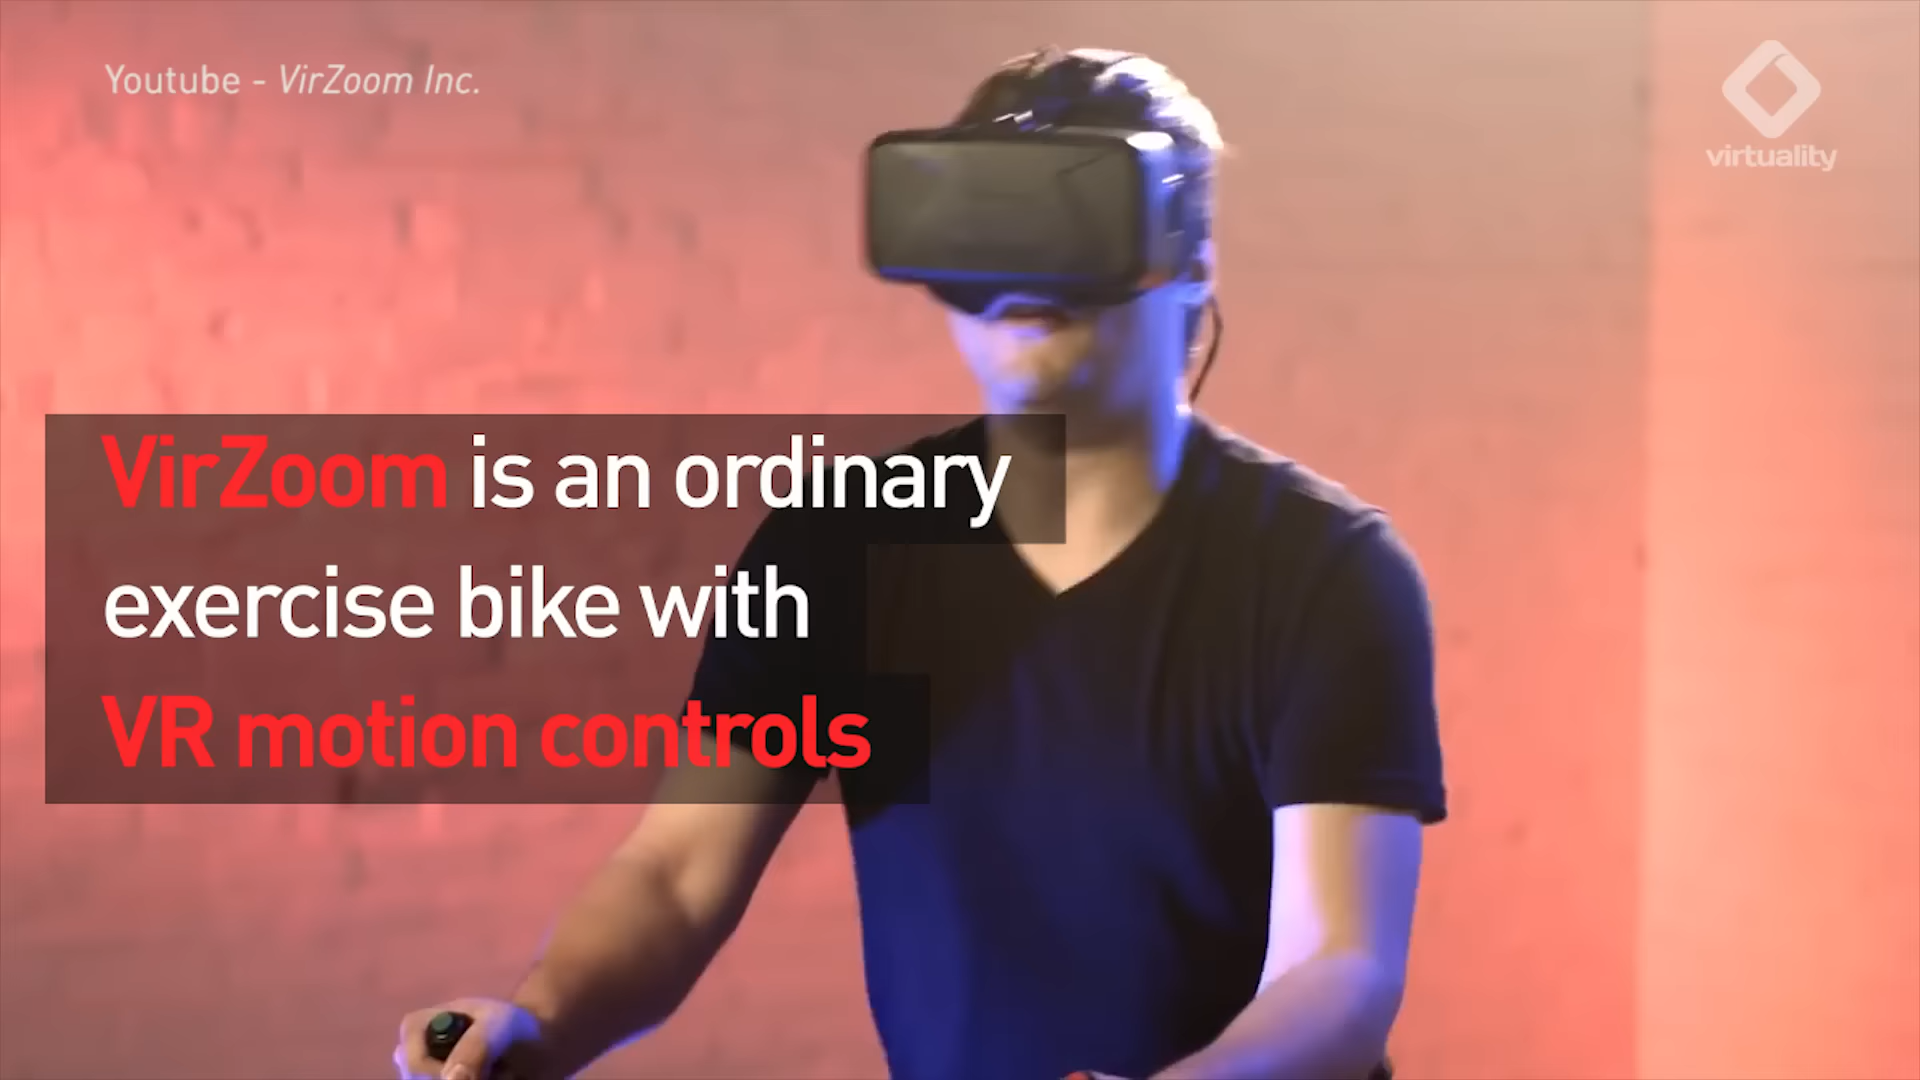 Youtube - VirZoom Inc.
virtuality
VirZoom is an ordinary
exercise bike with
VR motion controls